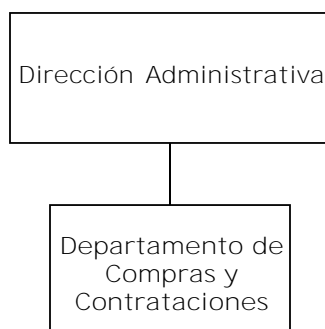 Dirección Administrativa
Departamento de
Compras y
Contrataciones